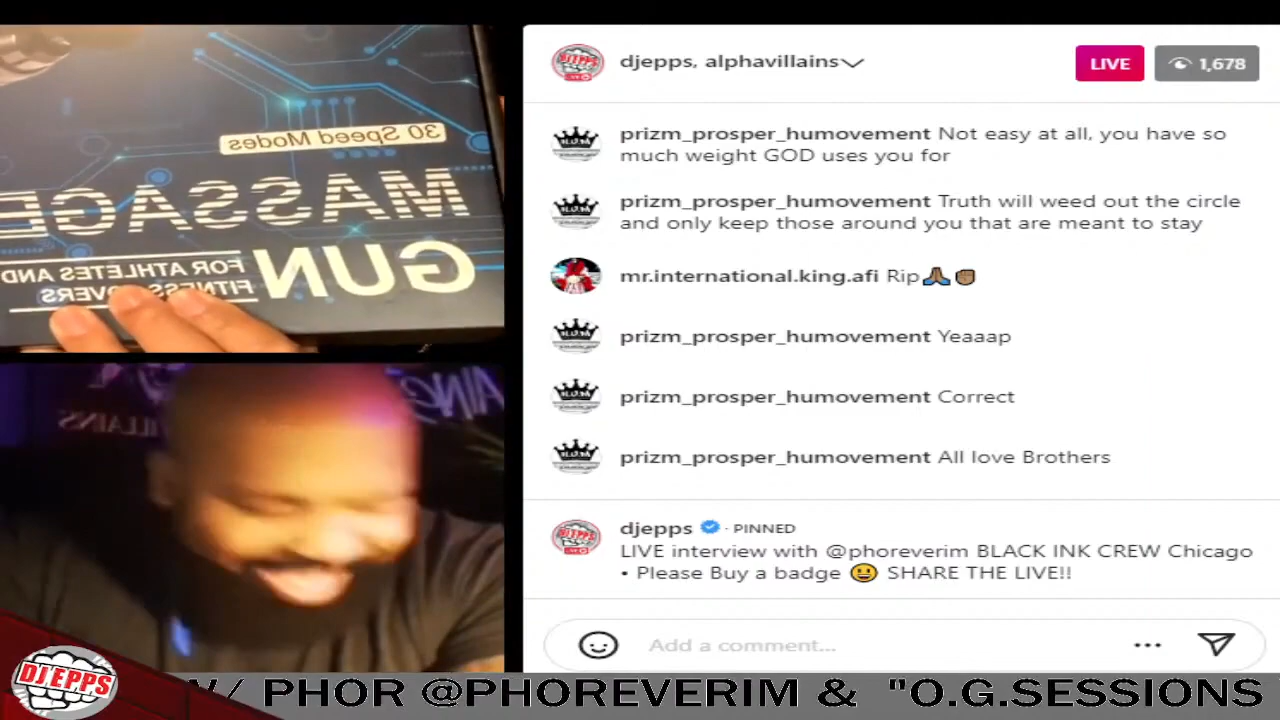 30 Speed Modes
MASSAGE
GUN
FOR ATHLETES AND
FITNESS LOVERS
djepps, alphavillains
LIVE
1,678
prizm_prosper_humovement Not easy at all, you have so
much weight GOD uses you for
prizm_prosper_humovement Truth will weed out the circle
and only keep those around you that are meant to stay
mr.international.king.afi Rip🙏🏽✊🏽
prizm_prosper_humovement Yeaaap
prizm_prosper_humovement Correct
prizm_prosper_humovement All love Brothers
djepps · PINNED
LIVE interview with @phoreverim BLACK INK CREW Chicago
• Please Buy a badge 😃 SHARE THE LIVE!!
Add a comment...
DJ EPPS
W/ PHOR @PHOREVERIM & "O.G.SESSIONS